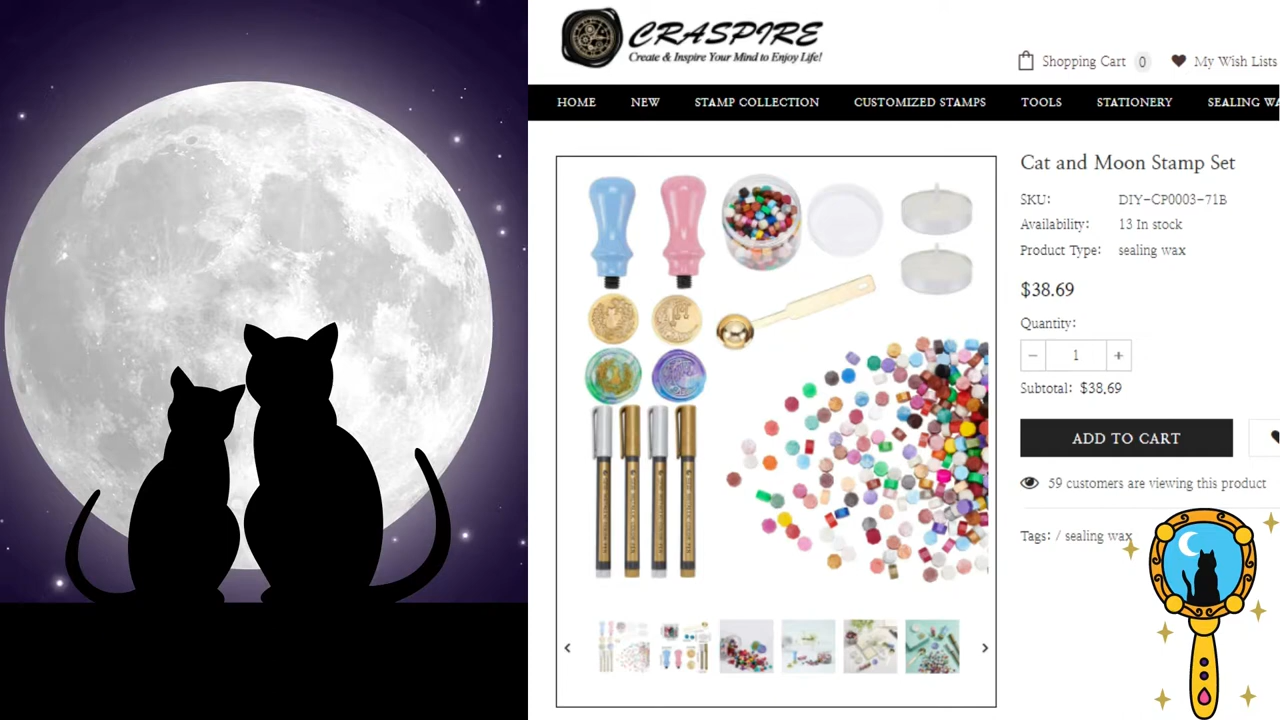 CRASPIRE
Create & Inspire Your Mind to Enjoy Life!
Shopping Cart 0 My Wish Lists
HOME NEW STAMP COLLECTION CUSTOMIZED STAMPS TOOLS STATIONERY SEALING WA
Cat and Moon Stamp Set
SKU: DIY-CP0003-71B
Availability: 13 In stock
Product Type: sealing wax
$38.69
Quantity:
− 1 +
Subtotal: $38.69
ADD TO CART
59 customers are viewing this product
Tags: / sealing wax